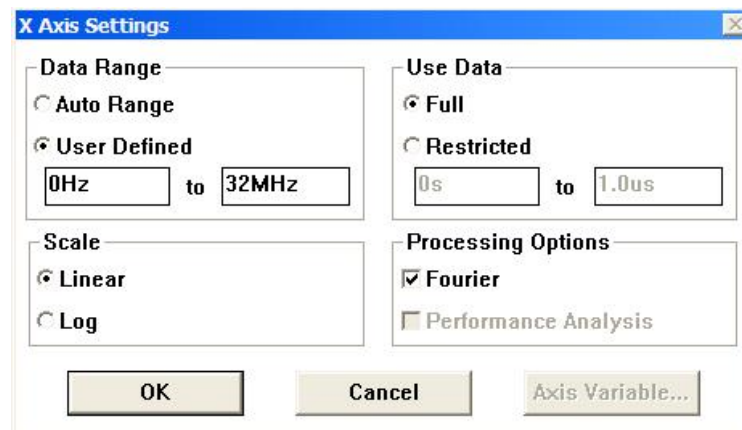 X Axis Settings
Data Range
Auto Range
User Defined
0Hz to 32MHz
Use Data
Full
Restricted
0s to 1.0us
Scale
Linear
Log
Processing Options
Fourier
Performance Analysis
OK Cancel Axis Variable...